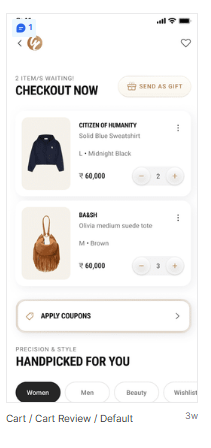 1
2 ITEM/S WAITING!
CHECKOUT NOW
SEND AS GIFT
CITIZEN OF HUMANITY
Solid Blue Sweatshirt
L • Midnight Black
₹ 60,000
− 2 +
BA&SH
Olivia medium suede tote
M • Brown
₹ 60,000
− 3 +
APPLY COUPONS
PRECISION & STYLE
HANDPICKED FOR YOU
Women
Men
Beauty
Wishlist
Cart / Cart Review / Default
3w